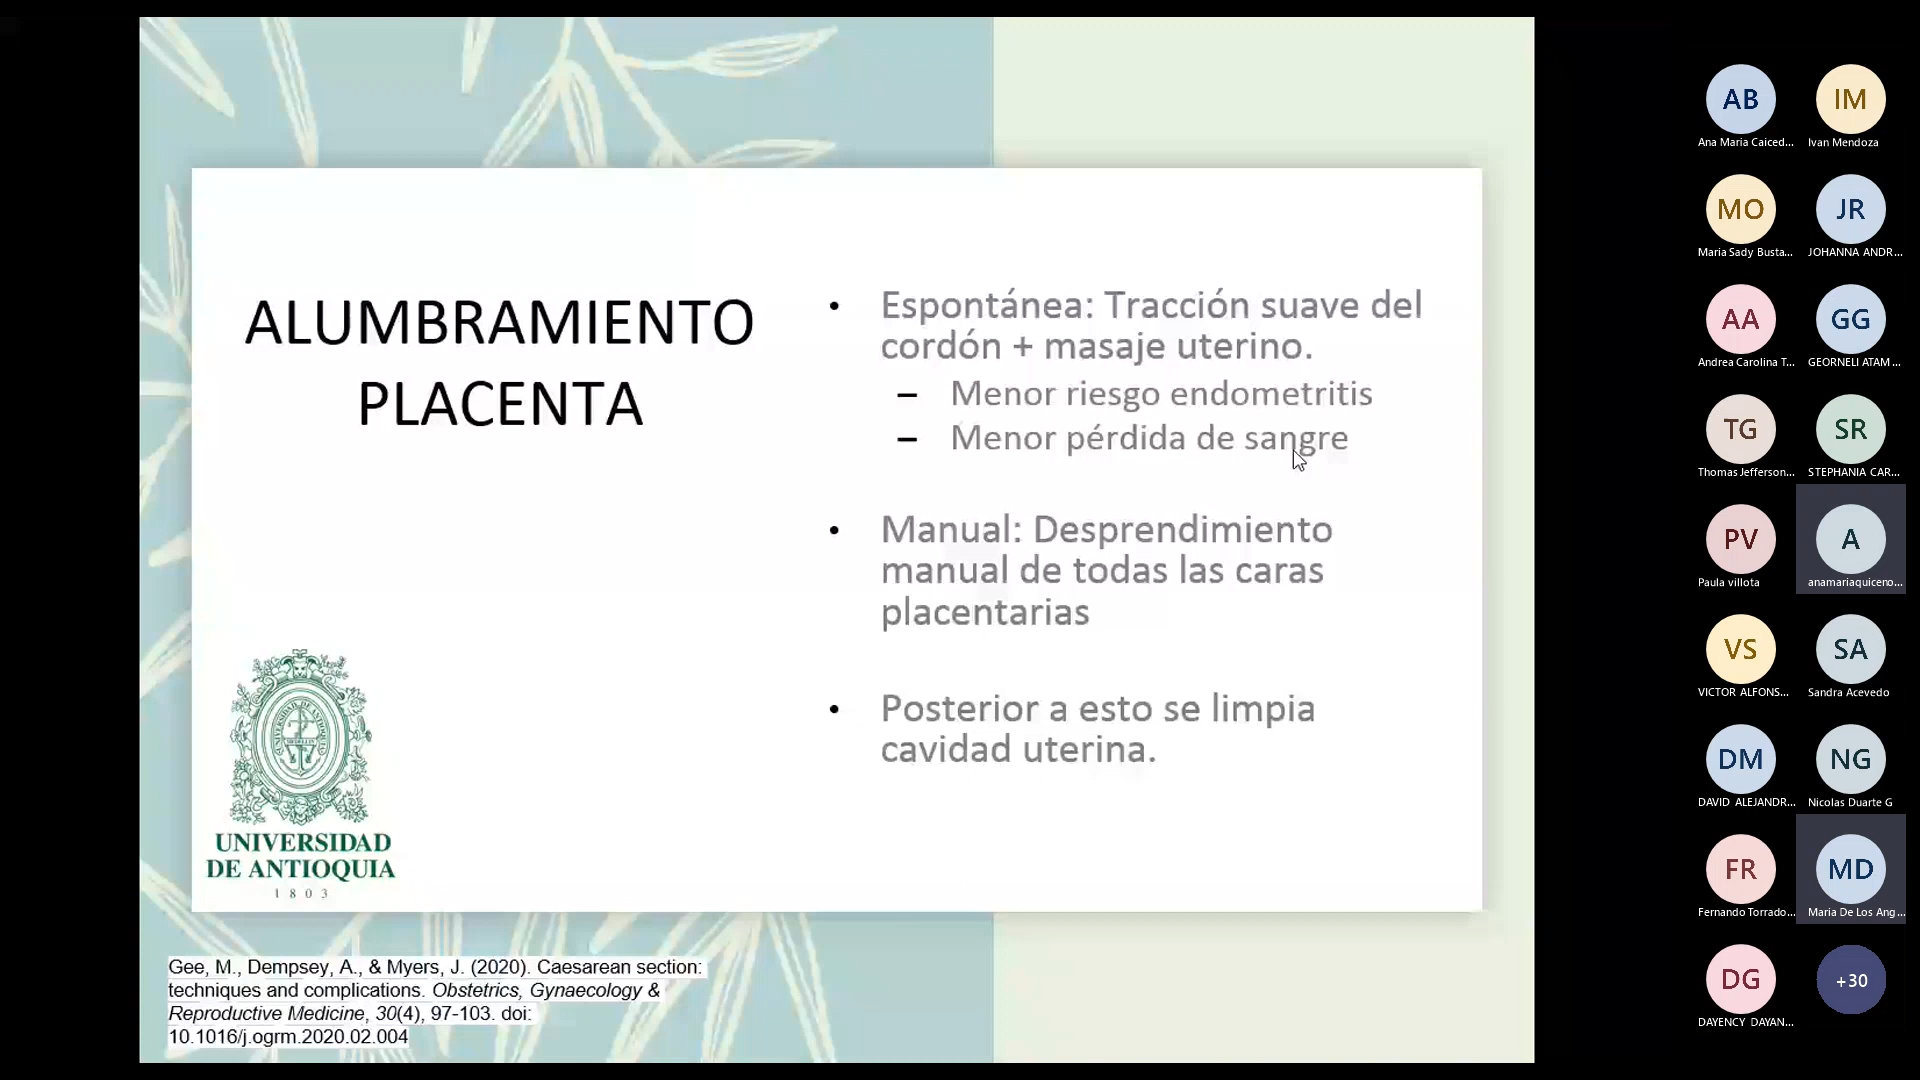 ALUMBRAMIENTO
PLACENTA
• Espontánea: Tracción suave del
cordón + masaje uterino.
– Menor riesgo endometritis
– Menor pérdida de sangre
• Manual: Desprendimiento
manual de todas las caras
placentarias
• Posterior a esto se limpia
cavidad uterina.
UNIVERSIDAD
DE ANTIOQUIA
1803
Gee, M., Dempsey, A., & Myers, J. (2020). Caesarean section:
techniques and complications. Obstetrics, Gynaecology &
Reproductive Medicine, 30(4), 97-103. doi:
10.1016/j.ogrm.2020.02.004
AB
Ana Maria Caiced...
IM
Ivan Mendoza
MO
Maria Sady Busta...
JR
JOHANNA ANDR...
AA
Andrea Carolina T...
GG
GEORNELI ATAM ...
TG
Thomas Jefferson...
SR
STEPHANIA CAR...
PV
Paula villota
A
anamariaquiceno...
VS
VICTOR ALFONS...
SA
Sandra Acevedo
DM
DAVID ALEJANDR...
NG
Nicolas Duarte G
FR
Fernando Torrado...
MD
Maria De Los Ang...
DG
DAYENCY DAYAN...
+30